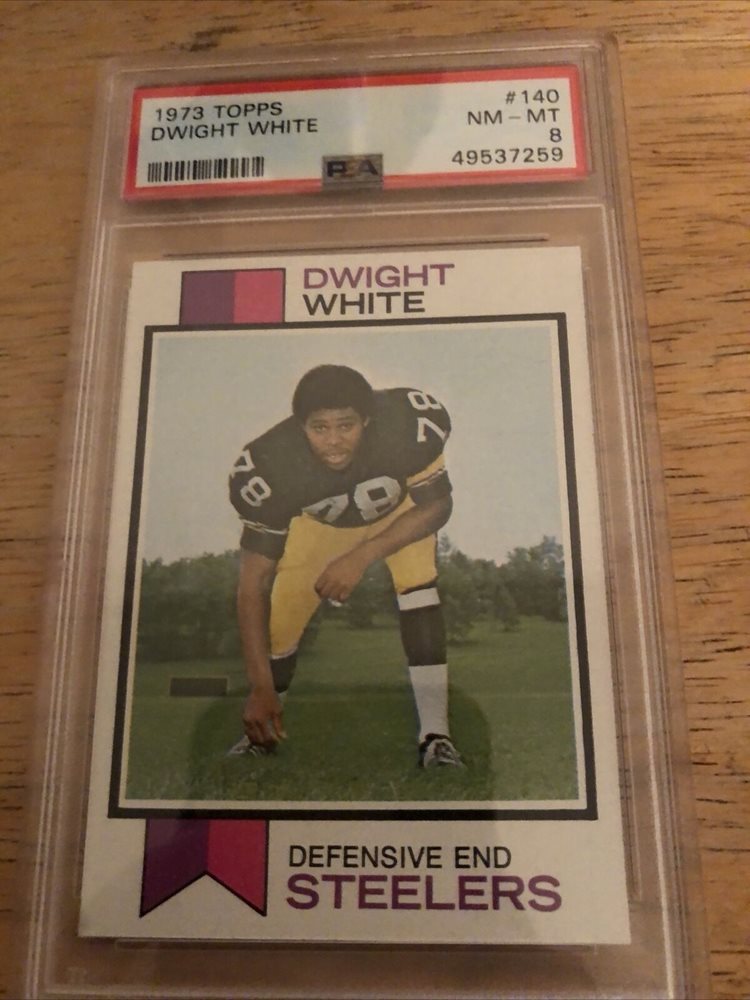 1973 TOPPS
#140
DWIGHT WHITE
NM - MT
8
49537259
PSA
DWIGHT
WHITE
78
78
78
DEFENSIVE END
STEELERS